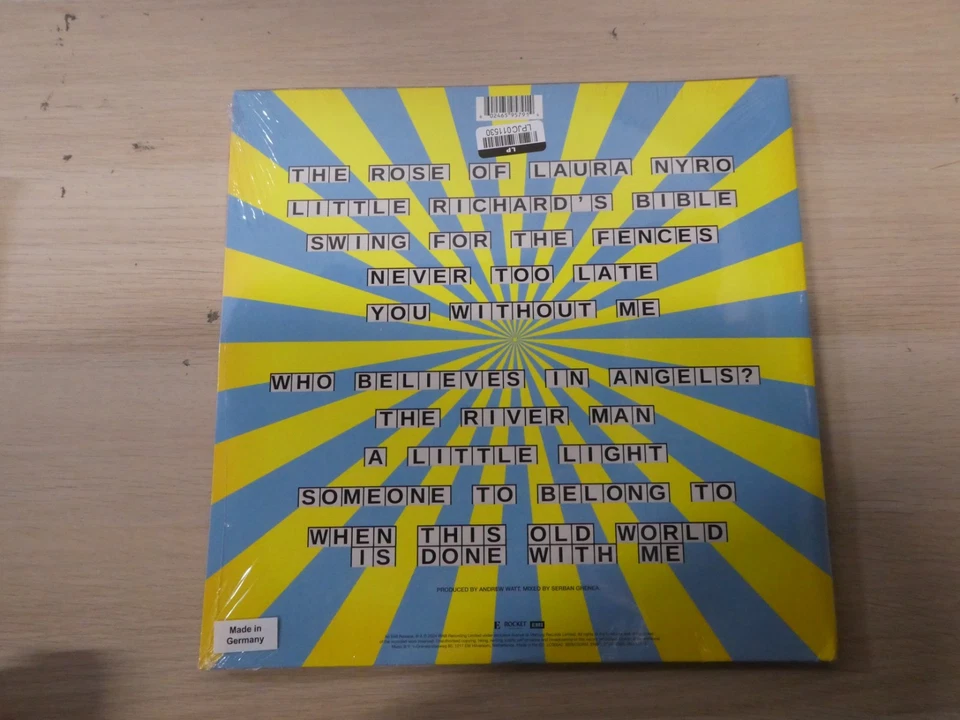 LPJC011530
LP
THE ROSE OF LAURA NYRO
LITTLE RICHARD'S BIBLE
SWING FOR THE FENCES
NEVER TOO LATE
YOU WITHOUT ME
WHO BELIEVES IN ANGELS?
THE RIVER MAN
A LITTLE LIGHT
SOMEONE TO BELONG TO
WHEN THIS OLD WORLD
IS DONE WITH ME
PRODUCED BY ANDREW WATT. MIXED BY SERBAN GHENEA
ROCKET EMI
Made in
Germany